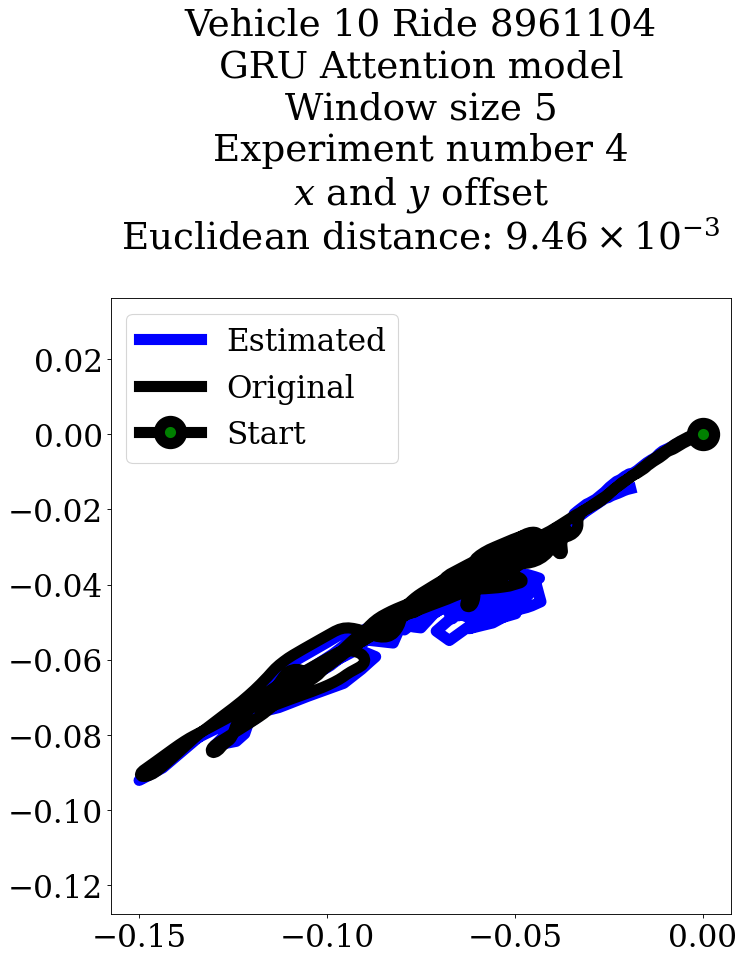 Vehicle 10 Ride 8961104
GRU Attention model
Window size 5
Experiment number 4
x and y offset
Euclidean distance: 9.46 × 10⁻³
Estimated
Original
Start
0.02
0.00
−0.02
−0.04
−0.06
−0.08
−0.10
−0.12
−0.15
−0.10
−0.05
0.00